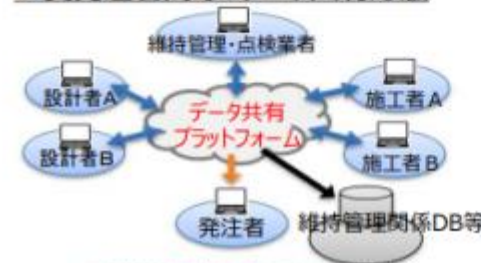 維持管理・点検業者
設計者A
施工者A
データ共有
プラットフォーム
設計者B
施工者B
発注者
維持管理関係DB等